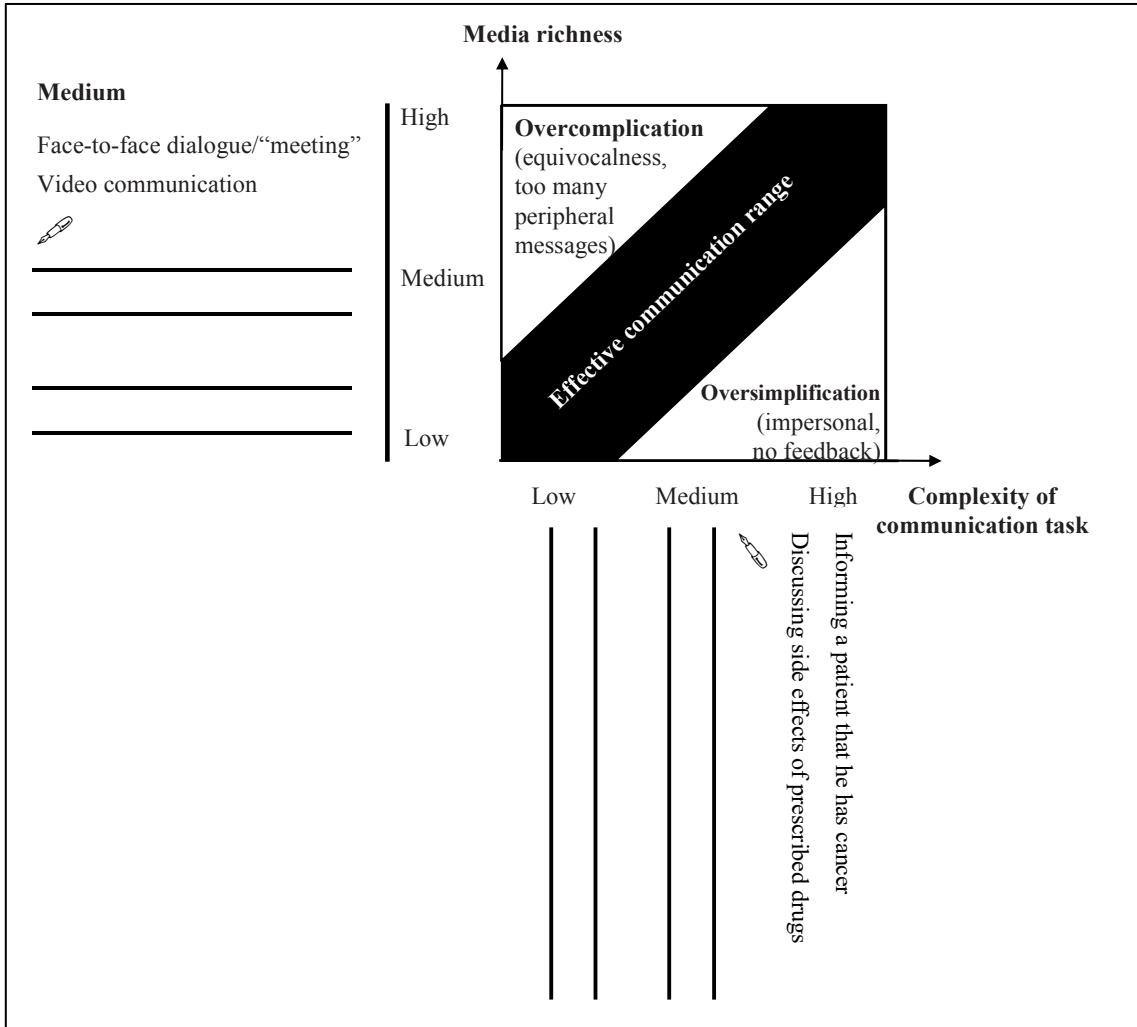 Media richness
Medium
Face-to-face dialogue/“meeting”
Video communication
High
Medium
Low
Overcomplication
(equivocalness,
too many
peripheral
messages)
Effective communication range
Oversimplification
(impersonal,
no feedback)
Low
Medium
High
Complexity of
communication task
Informing a patient that he has cancer
Discussing side effects of prescribed drugs